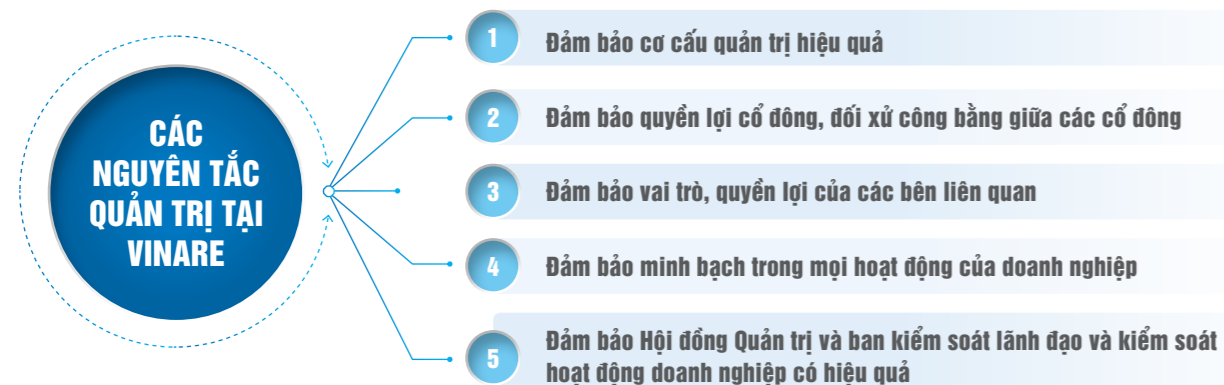 CÁC
NGUYÊN TẮC
QUẢN TRỊ TẠI
VINARE
1
Đảm bảo cơ cấu quản trị hiệu quả
2
Đảm bảo quyền lợi cổ đông, đối xử công bằng giữa các cổ đông
3
Đảm bảo vai trò, quyền lợi của các bên liên quan
4
Đảm bảo minh bạch trong mọi hoạt động của doanh nghiệp
5
Đảm bảo Hội đồng Quản trị và ban kiểm soát lãnh đạo và kiểm soát
hoạt động doanh nghiệp có hiệu quả